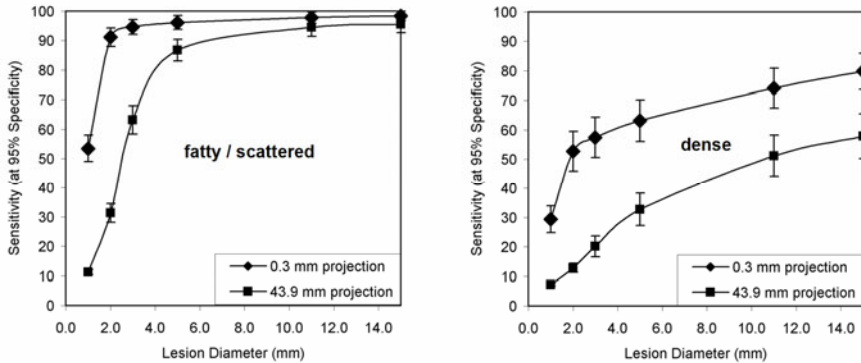 Sensitivity (at 95% Specificity)
100
90
80
70
60
50
40
30
20
10
0
fatty / scattered
0.3 mm projection
43.9 mm projection
0.0 2.0 4.0 6.0 8.0 10.0 12.0 14.0
Lesion Diameter (mm)
Sensitivity (at 95% Specificity)
100
90
80
70
60
50
40
30
20
10
0
dense
0.3 mm projection
43.9 mm projection
0.0 2.0 4.0 6.0 8.0 10.0 12.0 14.0
Lesion Diameter (mm)